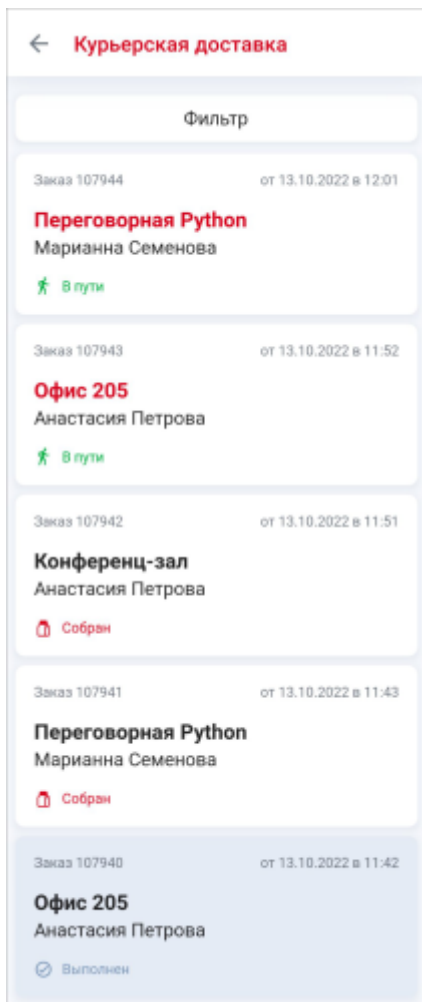 Курьерская доставка
Фильтр
Заказ 107944 от 13.10.2022 в 12:01
Переговорная Python
Марианна Семенова
В пути
Заказ 107943 от 13.10.2022 в 11:52
Офис 205
Анастасия Петрова
В пути
Заказ 107942 от 13.10.2022 в 11:51
Конференц-зал
Анастасия Петрова
Собран
Заказ 107941 от 13.10.2022 в 11:43
Переговорная Python
Марианна Семенова
Собран
Заказ 107940 от 13.10.2022 в 11:42
Офис 205
Анастасия Петрова
Выполнен